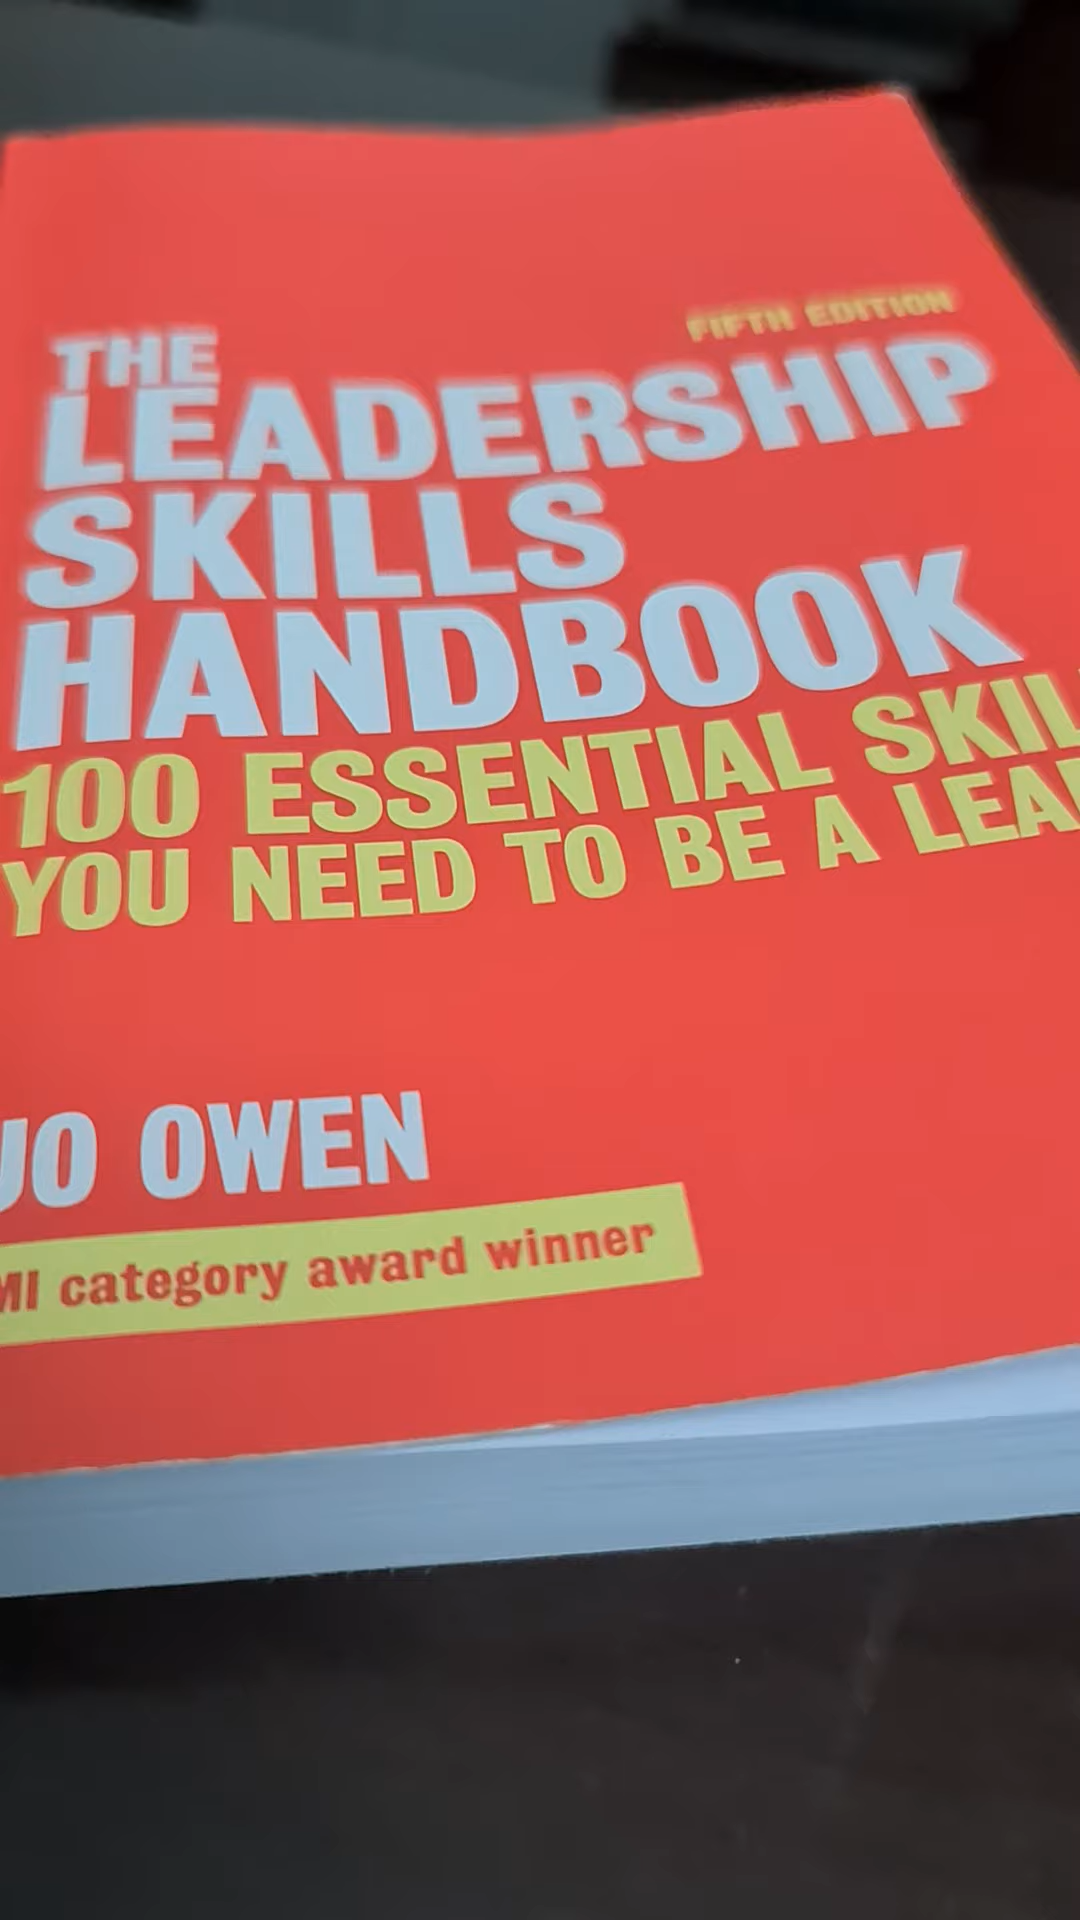 FIFTH EDITION
THE
LEADERSHIP
SKILLS
HANDBOOK
100 ESSENTIAL SKIL
YOU NEED TO BE A LEA
JO OWEN
MI category award winner